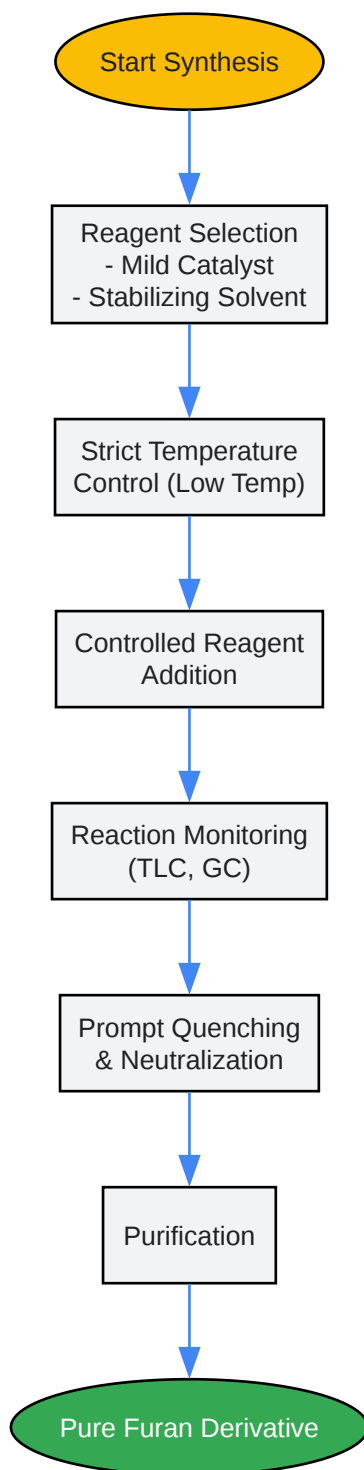 Start Synthesis
Reagent Selection
- Mild Catalyst
- Stabilizing Solvent
Strict Temperature
Control (Low Temp)
Controlled Reagent
Addition
Reaction Monitoring
(TLC, GC)
Prompt Quenching
& Neutralization
Purification
Pure Furan Derivative